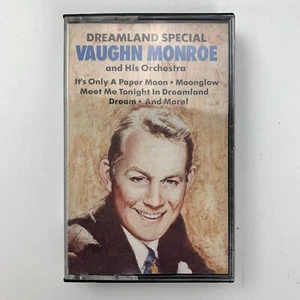 DREAMLAND SPECIAL
VAUGHN MONROE
and His Orchestra
It's Only A Paper Moon • Moonglow
Meet Me Tonight In Dreamland
Dream • And More!